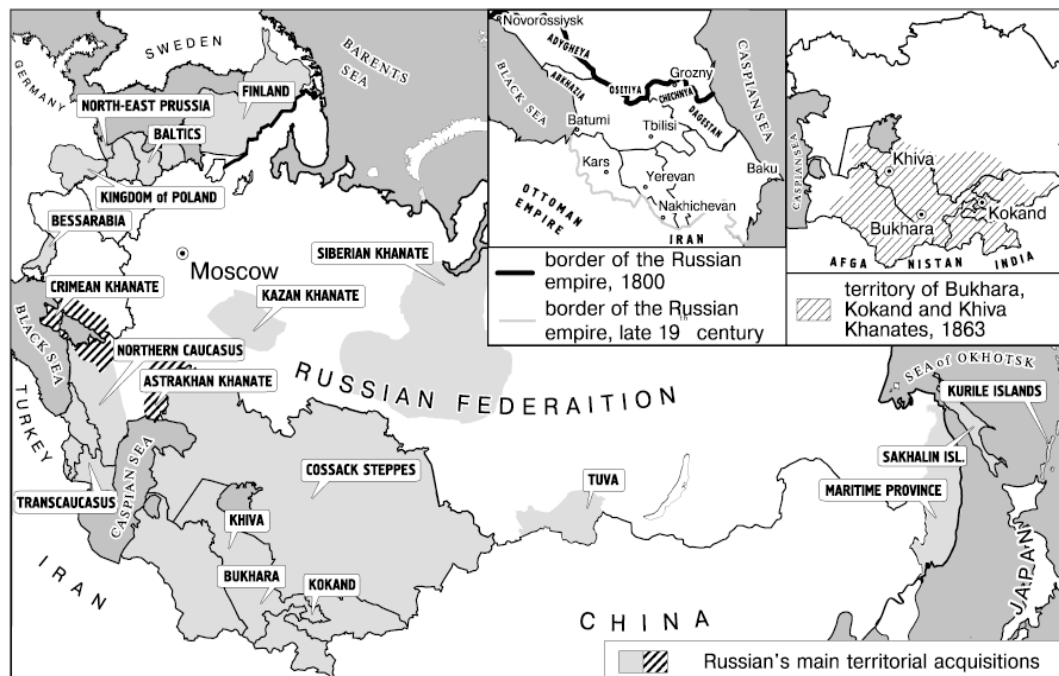 SWEDEN
BARENTS
SEA
GERMANY
FINLAND
NORTH-EAST PRUSSIA
BALTICS
KINGDOM of POLAND
BESSARABIA
Moscow
SIBERIAN KHANATE
CRIMEAN KHANATE
KAZAN KHANATE
BLACK SEA
NORTHERN CAUCASUS
ASTRAKHAN KHANATE
RUSSIAN FEDERAITION
TURKEY
CASPIAN SEA
COSSACK STEPPES
TRANSCAUCASUS
TUVA
KHIVA
IRAN
BUKHARA
KOKAND
CHINA
SEA of OKHOTSK
KURILE ISLANDS
SAKHALIN ISL.
MARITIME PROVINCE
JAPAN
Russian's main territorial acquisitions
Novorossiysk
ADYGHEYA
ABKHAZIA
BLACK SEA
OSETIYA
Grozny
CHECHNYA
DAGESTAN
CASPIAN SEA
Batumi
Tbilisi
Kars
Yerevan
Baku
Nakhichevan
OTTOMAN
EMPIRE
IRAN
border of the Russian
empire, 1800
border of the Russian
empire, late 19th century
CASPIAN SEA
Khiva
Bukhara
Kokand
AFGA NISTAN INDIA
territory of Bukhara,
Kokand and Khiva
Khanates, 1863